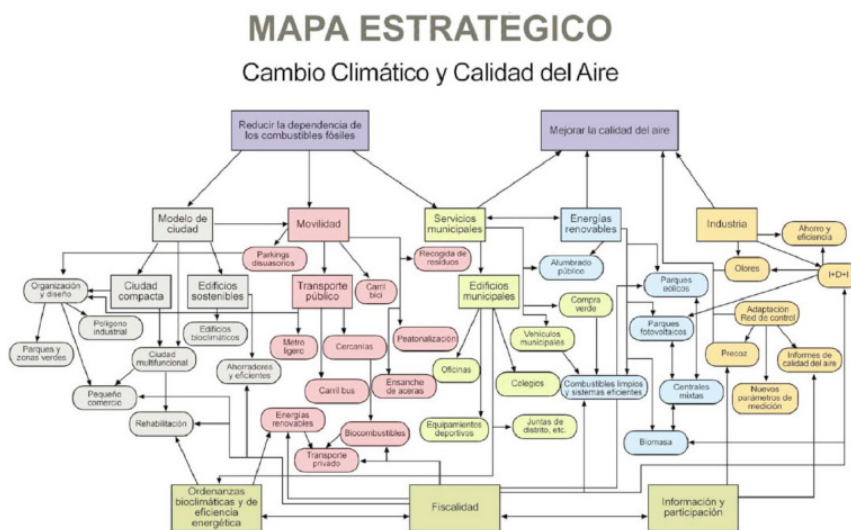 MAPA ESTRATÉGICO
Cambio Climático y Calidad del Aire
Reducir la dependencia de
los combustibles fósiles
Mejorar la calidad del aire
Modelo de
ciudad
Movilidad
Servicios
municipales
Energías
renovables
Industria
Ahorro y
eficiencia
Parkings
disuasorios
Recogida de
residuos
Alumbrado
público
Olores
I+D+I
Organización
y diseño
Ciudad
compacta
Edificios
sostenibles
Transporte
público
Carril
bici
Edificios
municipales
Parques
eólicos
Compra
verde
Polígono
industrial
Edificios
bioclimáticos
Metro
ligero
Cercanías
Peatonalización
Vehículos
municipales
Parques
fotovoltaicos
Adaptación
Red de control
Parques y
zonas verdes
Ciudad
multifuncional
Ahorradores
y eficientes
Carril bus
Ensanche
de aceras
Oficinas
Colegios
Combustibles limpios
y sistemas eficientes
Centrales
mixtas
Precoz
Nuevos
parámetros de
medición
Informes de
calidad del aire
Pequeño
comercio
Rehabilitación
Energías
renovables
Biocombustibles
Transporte
privado
Equipamientos
deportivos
Juntas de
distrito, etc.
Biomasa
Ordenanzas
bioclimáticas y de
eficiencia
energética
Fiscalidad
Información y
participación